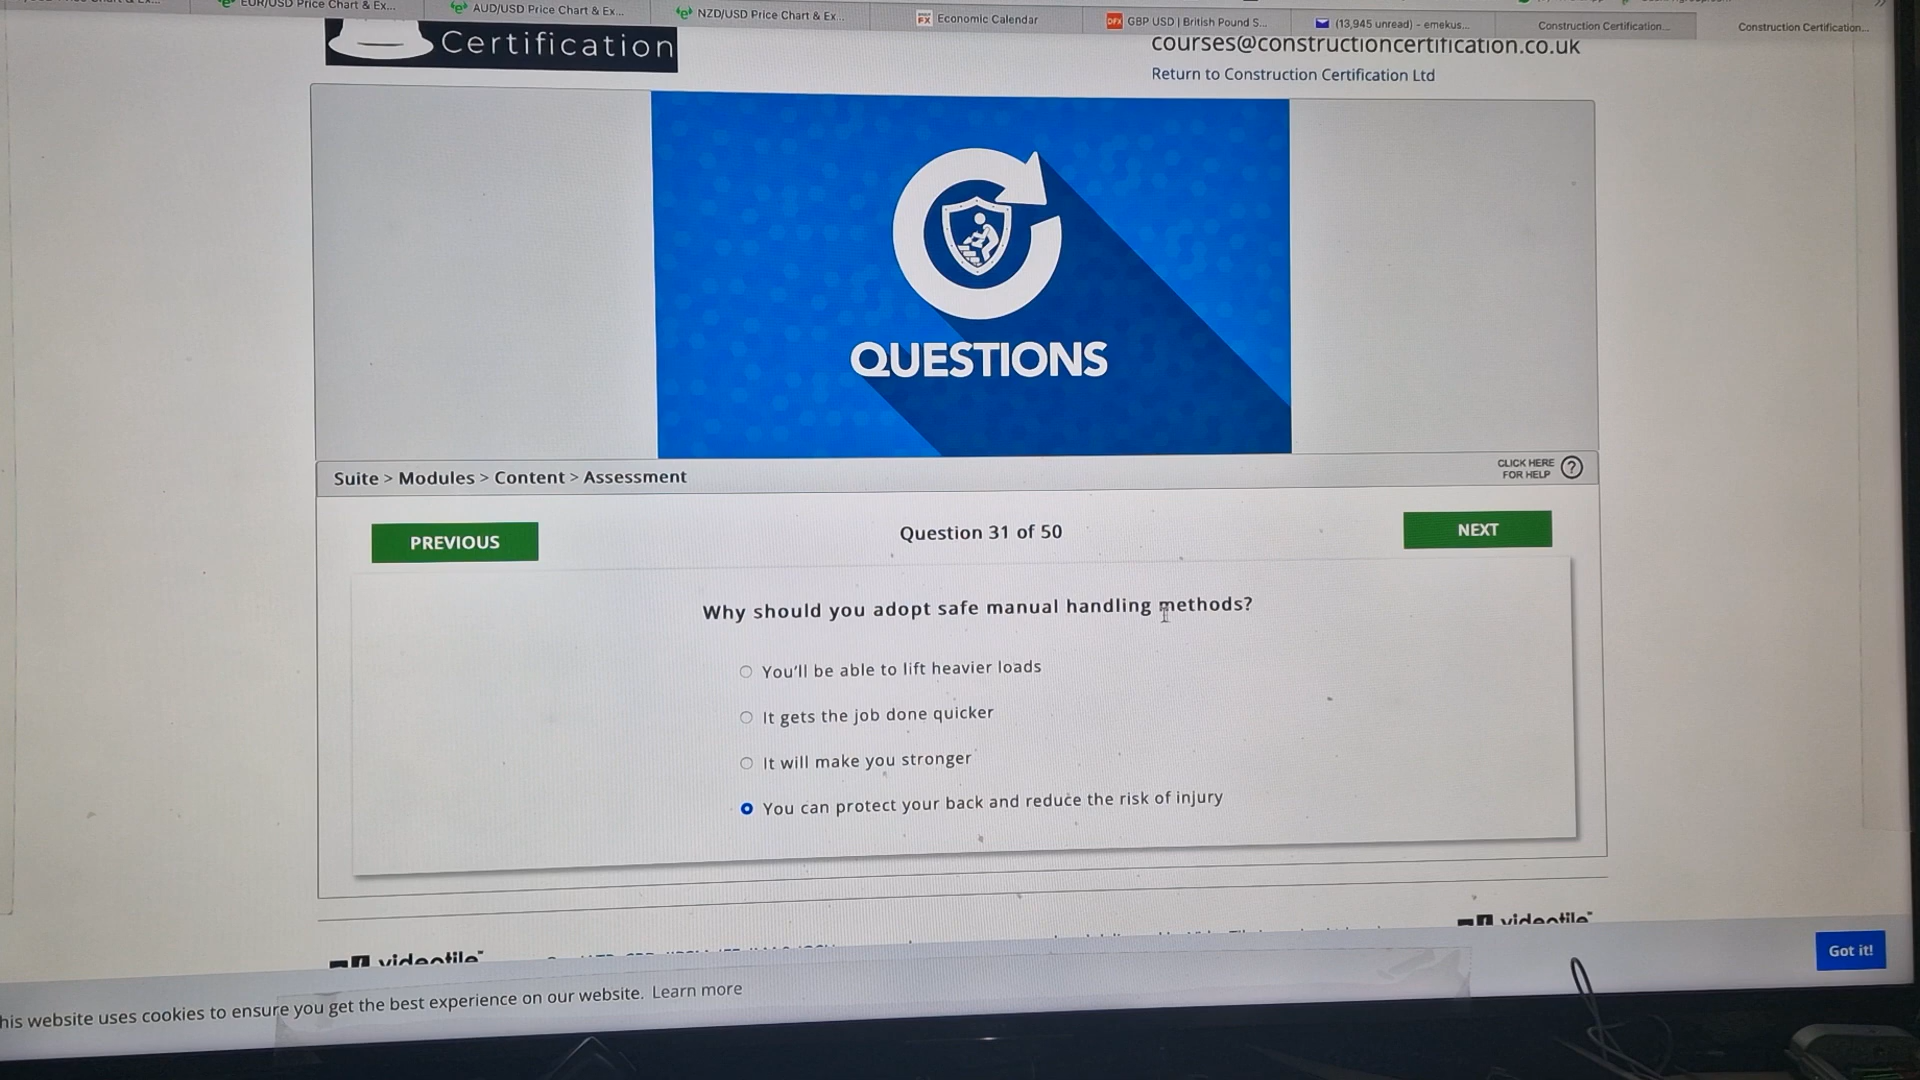 EUR/USD Price Chart & Ex...
AUD/USD Price Chart & Ex...
NZD/USD Price Chart & Ex...
FX Economic Calendar
DFX GBP USD | British Pound S...
(13,945 unread) - emekus...
Construction Certification...
Construction Certification...
Certification
courses@constructioncertification.co.uk
Return to Construction Certification Ltd
QUESTIONS
Suite > Modules > Content > Assessment
CLICK HERE
FOR HELP ?
PREVIOUS
Question 31 of 50
NEXT
Why should you adopt safe manual handling methods?
You'll be able to lift heavier loads
It gets the job done quicker
It will make you stronger
You can protect your back and reduce the risk of injury
videotile™
videotile™
Got it!
his website uses cookies to ensure you get the best experience on our website. Learn more